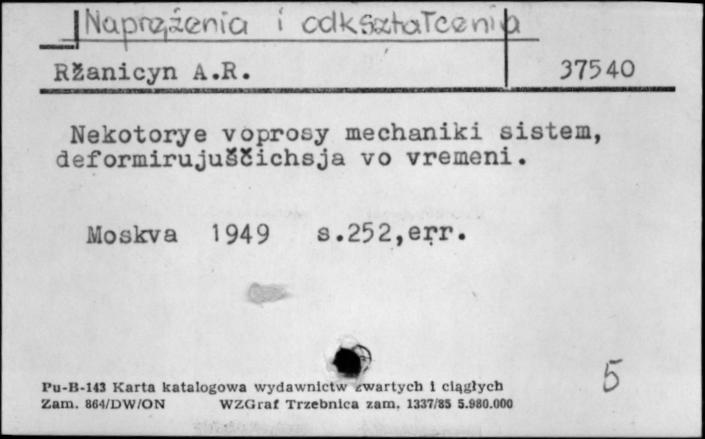 Naprężenia i odkształcenia
Ržanicyn A.R. 37540
Nekotorye voprosy mechaniki sistem,
deformirujuščichsja vo vremeni.
Moskva 1949 s.252,err.
5
Pu-B-143 Karta katalogowa wydawnictw zwartych i ciągłych
Zam. 864/DW/ON WZGraf Trzebnica zam. 1337/85 5.980.000